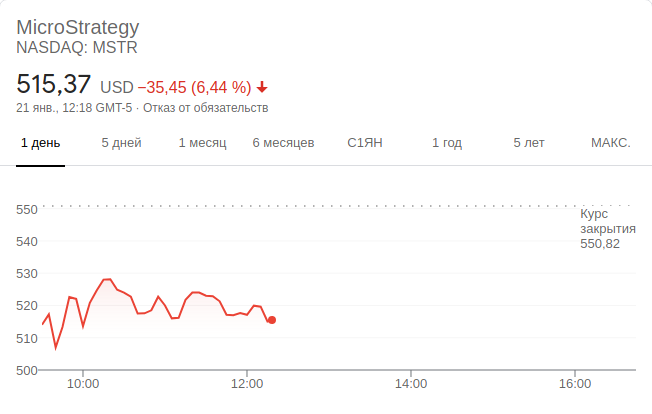 MicroStrategy
NASDAQ: MSTR
515,37 USD −35,45 (6,44 %)
21 янв., 12:18 GMT-5 · Отказ от обязательств
1 день 5 дней 1 месяц 6 месяцев С1ЯН 1 год 5 лет МАКС.
550
Курс
закрытия
550,82
540
530
520
510
500
10:00 12:00 14:00 16:00